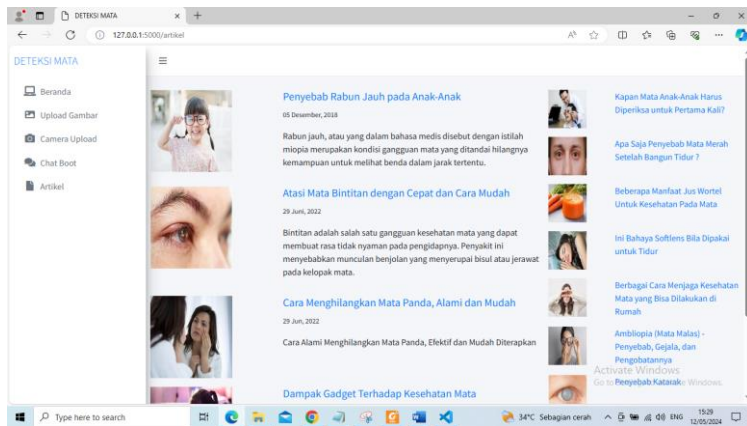 DETEKSI MATA
127.0.0.1:5000/artikel
DETEKSI MATA
Beranda
Upload Gambar
Camera Upload
Chat Boot
Artikel
Penyebab Rabun Jauh pada Anak-Anak
05 Desember, 2018
Rabun jauh, atau yang dalam bahasa medis disebut dengan istilah
miopia merupakan kondisi gangguan mata yang ditandai hilangnya
kemampuan untuk melihat benda dalam jarak tertentu.
Atasi Mata Bintitan dengan Cepat dan Cara Mudah
29 Juni, 2022
Bintitan adalah salah satu gangguan kesehatan mata yang dapat
membuat rasa tidak nyaman pada pengidapnya. Penyakit ini
menyebabkan munculan benjolan yang menyerupai bisul atau jerawat
pada kelopak mata.
Cara Menghilangkan Mata Panda, Alami dan Mudah
29 Jun, 2022
Cara Alami Menghilangkan Mata Panda, Efektif dan Mudah Diterapkan
Dampak Gadget Terhadap Kesehatan Mata
Kapan Mata Anak-Anak Harus
Diperiksa untuk Pertama Kali?
Apa Saja Penyebab Mata Merah
Setelah Bangun Tidur ?
Beberapa Manfaat Jus Wortel
Untuk Kesehatan Pada Mata
Ini Bahaya Softlens Bila Dipakai
untuk Tidur
Berbagai Cara Menjaga Kesehatan
Mata yang Bisa Dilakukan di
Rumah
Ambliopia (Mata Malas) -
Penyebab, Gejala, dan
Pengobatannya
Penyebab Katarak
Activate Windows
Type here to search
34°C Sebagian cerah
ENG
15:29
12/05/2024